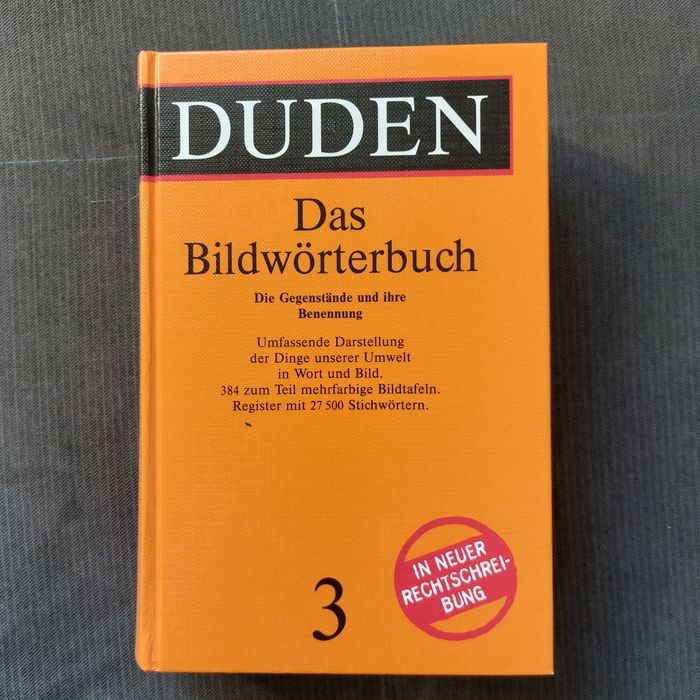 DUDEN
Das
Bildwörterbuch
Die Gegenstände und ihre
Benennung
Umfassende Darstellung
der Dinge unserer Umwelt
in Wort und Bild.
384 zum Teil mehrfarbige Bildtafeln.
Register mit 27 500 Stichwörtern.
IN NEUER
RECHTSCHREI-
BUNG
3